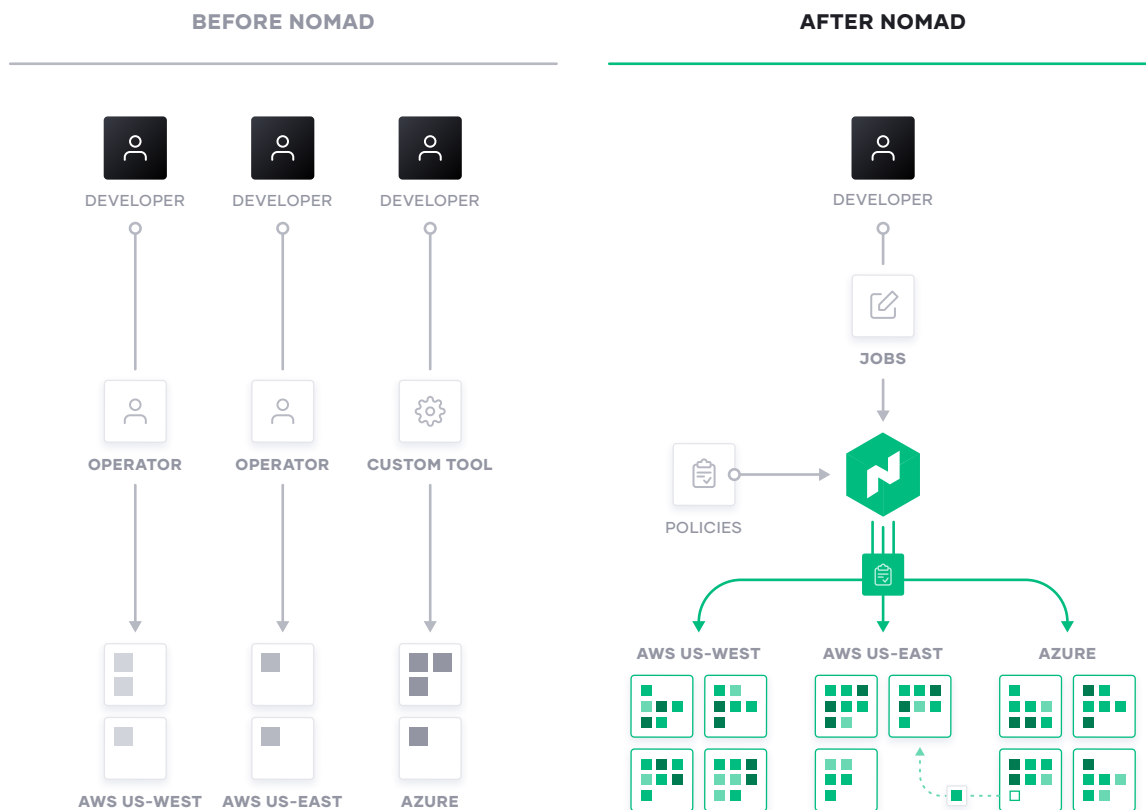 BEFORE NOMAD
DEVELOPER DEVELOPER DEVELOPER
OPERATOR OPERATOR CUSTOM TOOL
AWS US-WEST AWS US-EAST AZURE
AFTER NOMAD
DEVELOPER
JOBS
POLICIES
AWS US-WEST AWS US-EAST AZURE